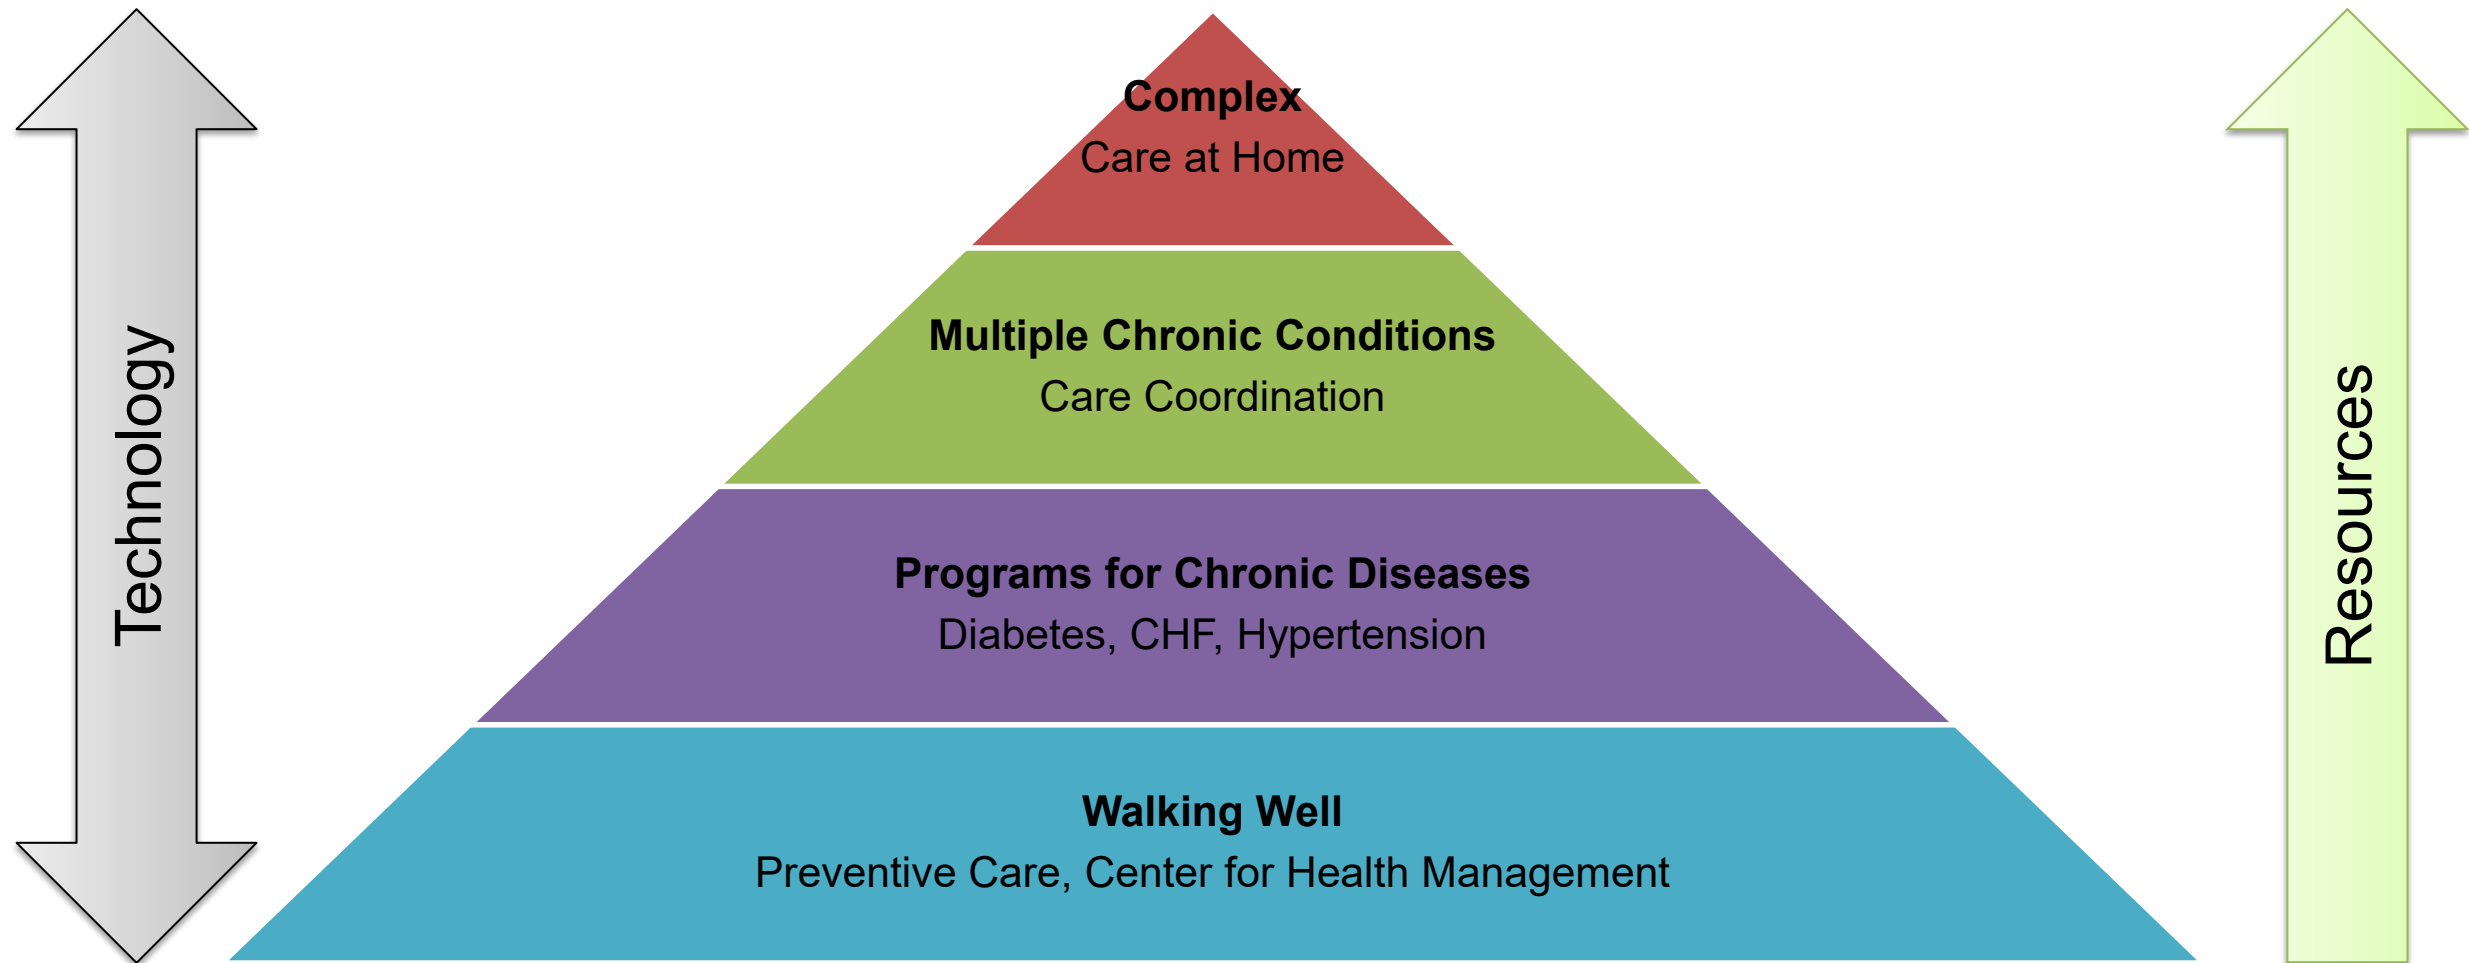 Complex
Care at Home
Multiple Chronic Conditions
Care Coordination
Programs for Chronic Diseases
Diabetes, CHF, Hypertension
Walking Well
Preventive Care, Center for Health Management
Technology
Resources